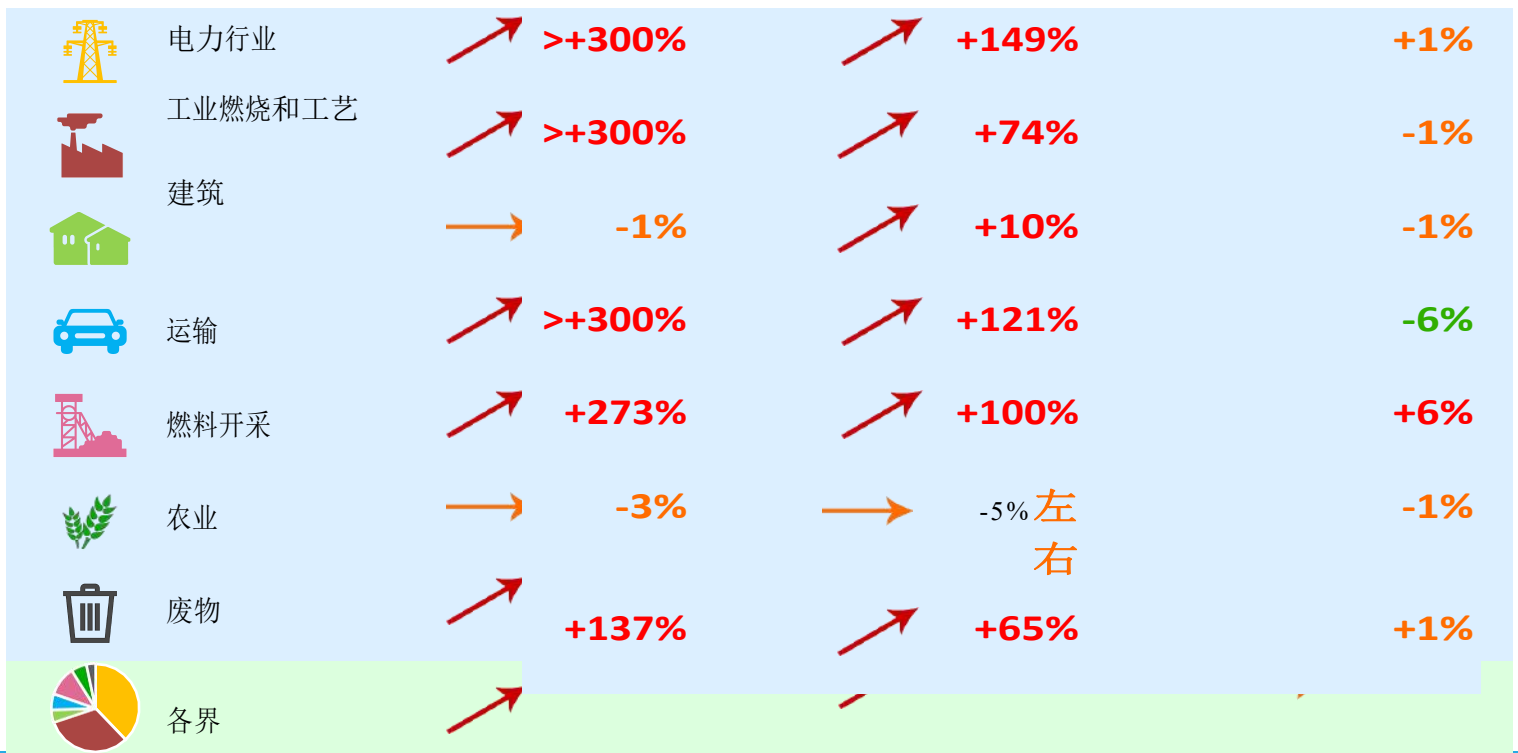 电力行业 >+300% +149% +1%
工业燃烧和工艺 >+300% +74% -1%
建筑 -1% +10% -1%
运输 >+300% +121% -6%
燃料开采 +273% +100% +6%
农业 -3% -5%左 -1%
右
废物 +137% +65% +1%
各界